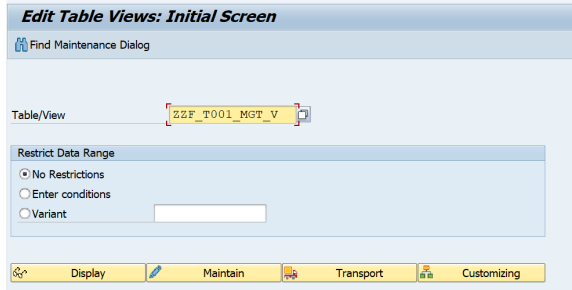 Edit Table Views: Initial Screen
Find Maintenance Dialog
Table/View ZZF_T001_MGT_V
Restrict Data Range
No Restrictions
Enter conditions
Variant
Display Maintain Transport Customizing